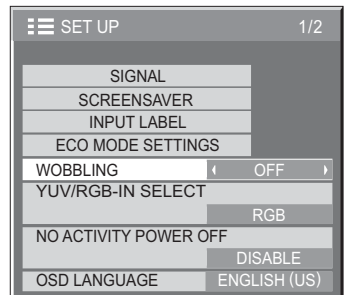 SET UP 1/2
SIGNAL
SCREENSAVER
INPUT LABEL
ECO MODE SETTINGS
WOBBLING OFF
YUV/RGB-IN SELECT
RGB
NO ACTIVITY POWER OFF
DISABLE
OSD LANGUAGE ENGLISH (US)